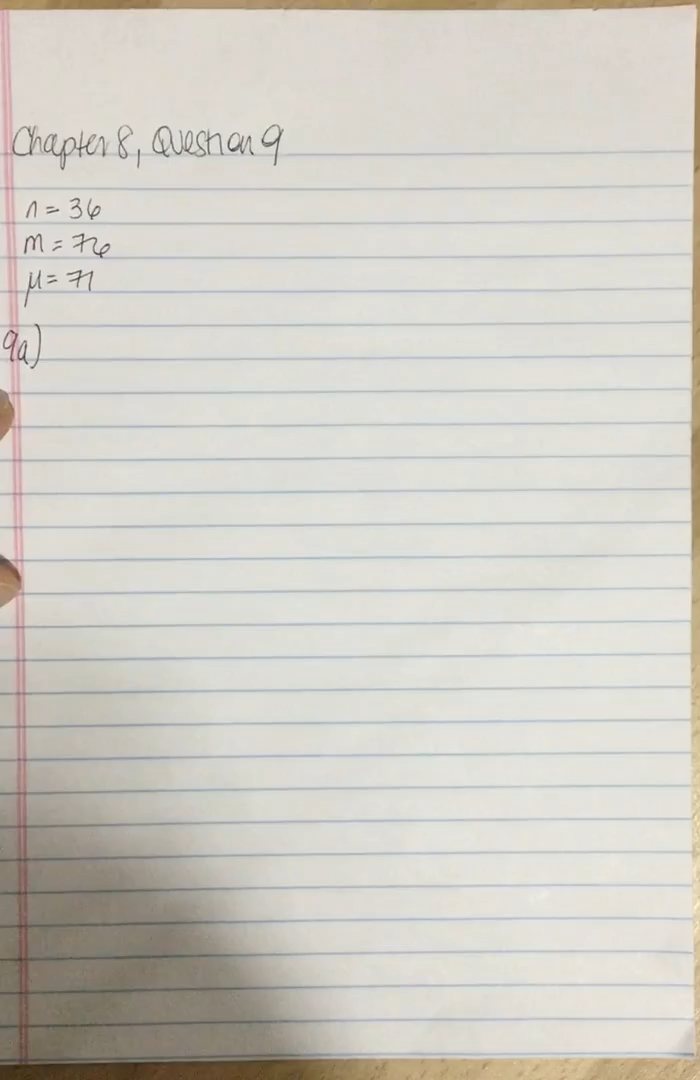 Chapter 8, Question 9
n = 36
m = 76
μ = 71
9a)